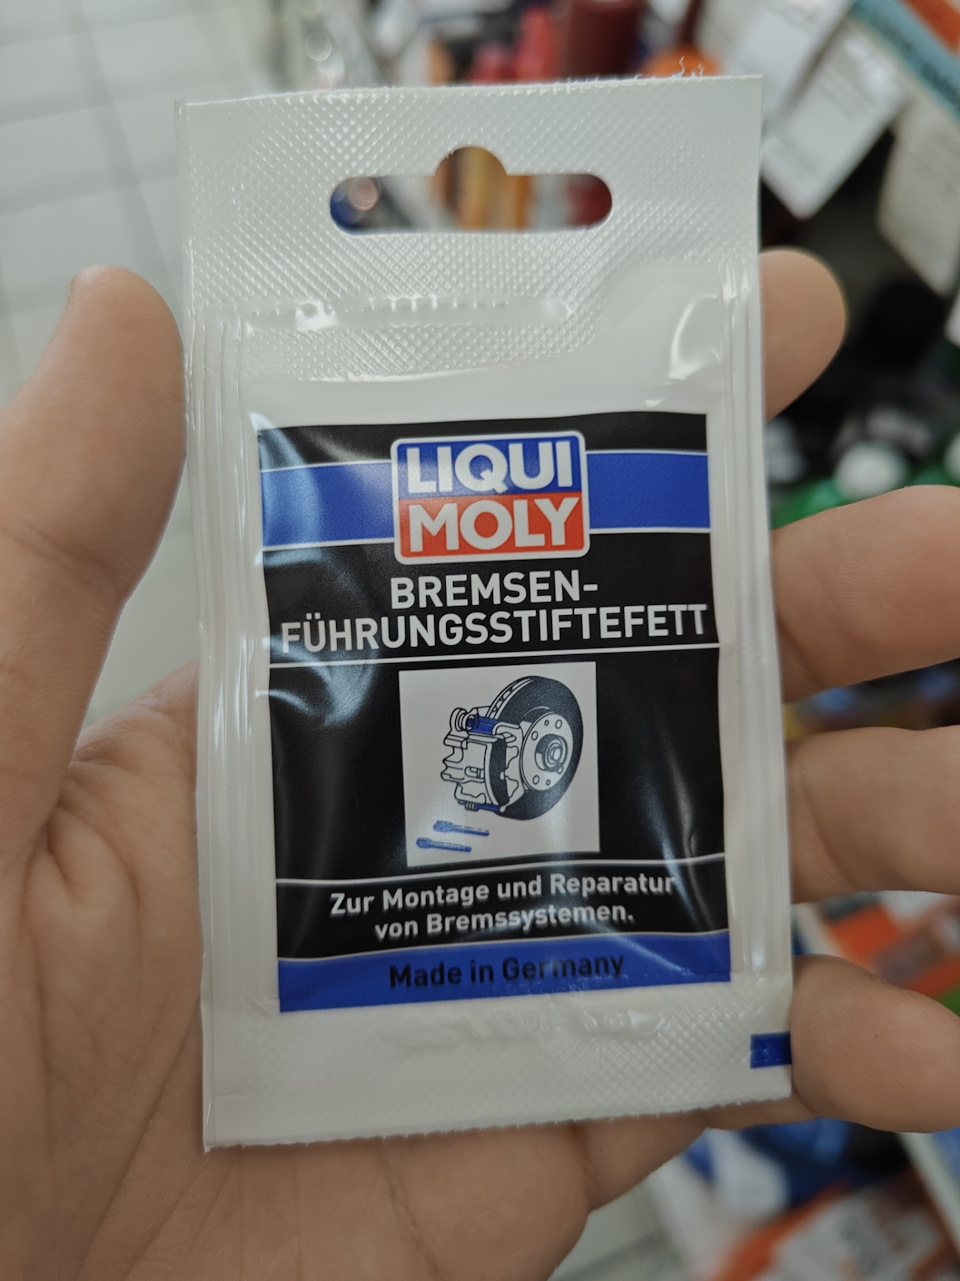 LIQUI
MOLY
BREMSEN-
FÜHRUNGSSTIFTEFETT
Zur Montage und Reparatur
von Bremssystemen.
Made in Germany